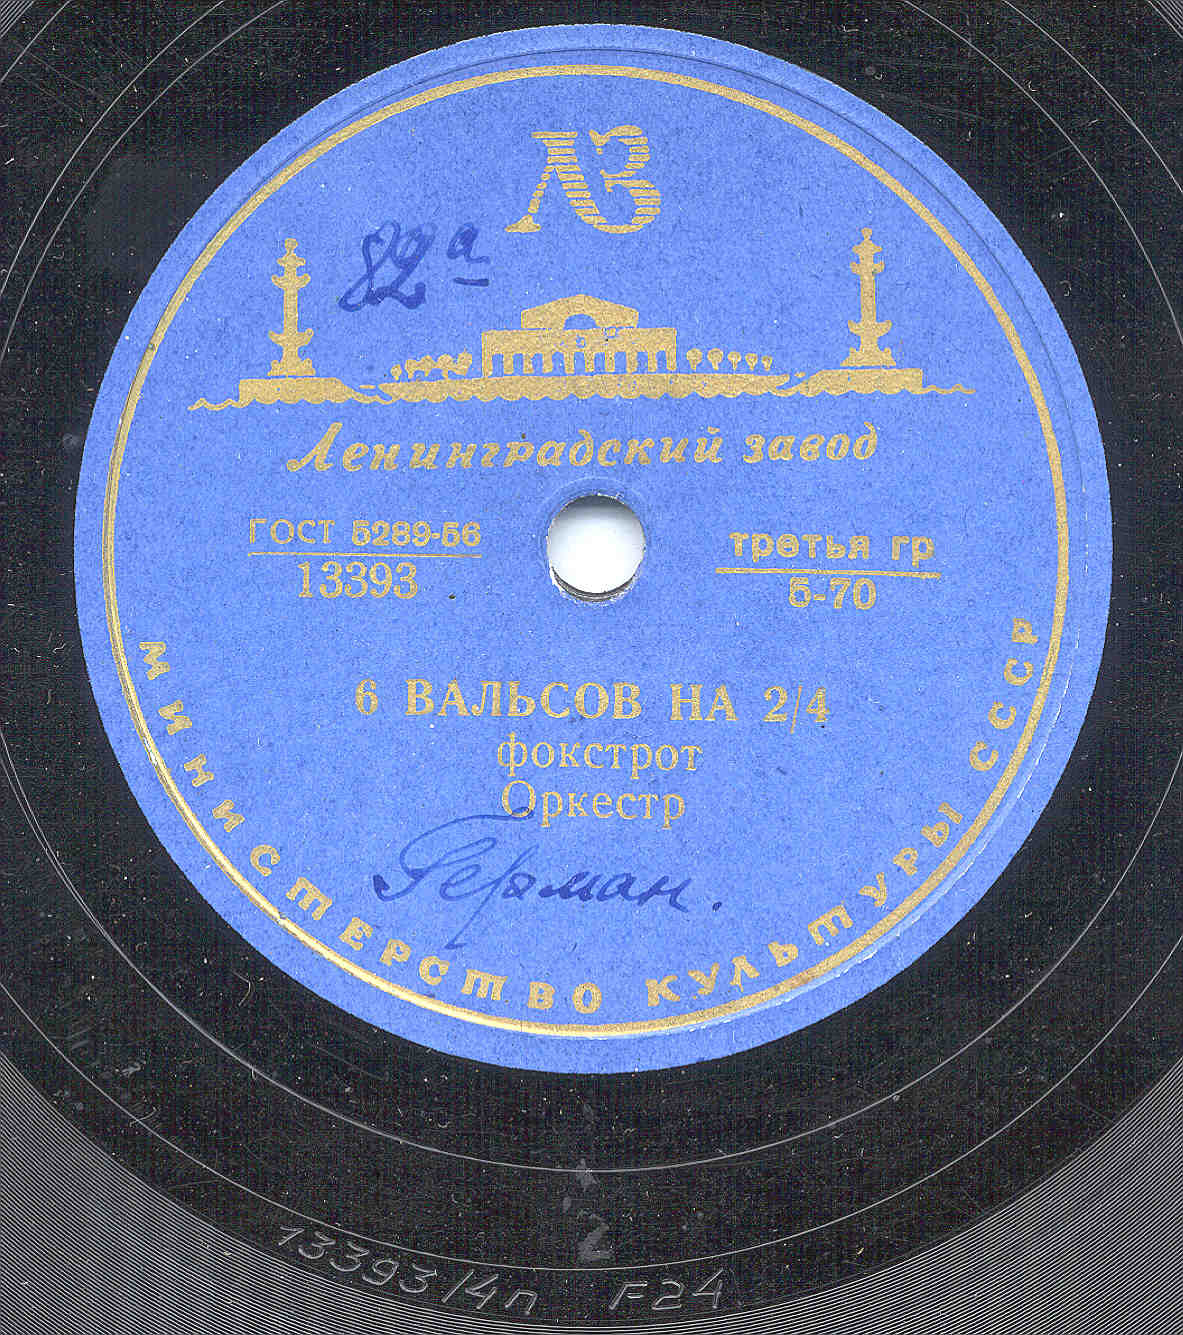 ЛЗ
82а
Ленинградский завод
ГОСТ 5289-56
13393
третья гр
5-70
6 ВАЛЬСОВ НА 2/4
фокстрот
Оркестр
Герман.
МИНИСТЕРСТВО КУЛЬТУРЫ СССР
2
13393/4п F24